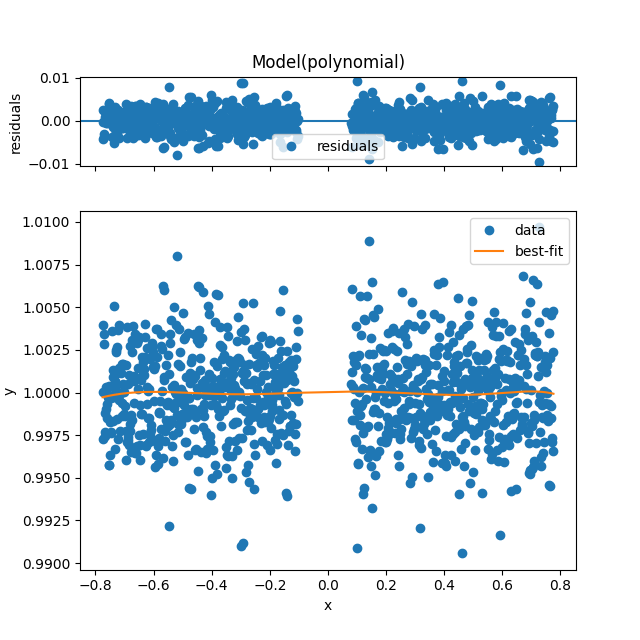 Model(polynomial)
0.01
0.00
−0.01
residuals
residuals
1.0100
1.0075
1.0050
1.0025
1.0000
0.9975
0.9950
0.9925
0.9900
y
data
best-fit
−0.8 −0.6 −0.4 −0.2 0.0 0.2 0.4 0.6 0.8
x